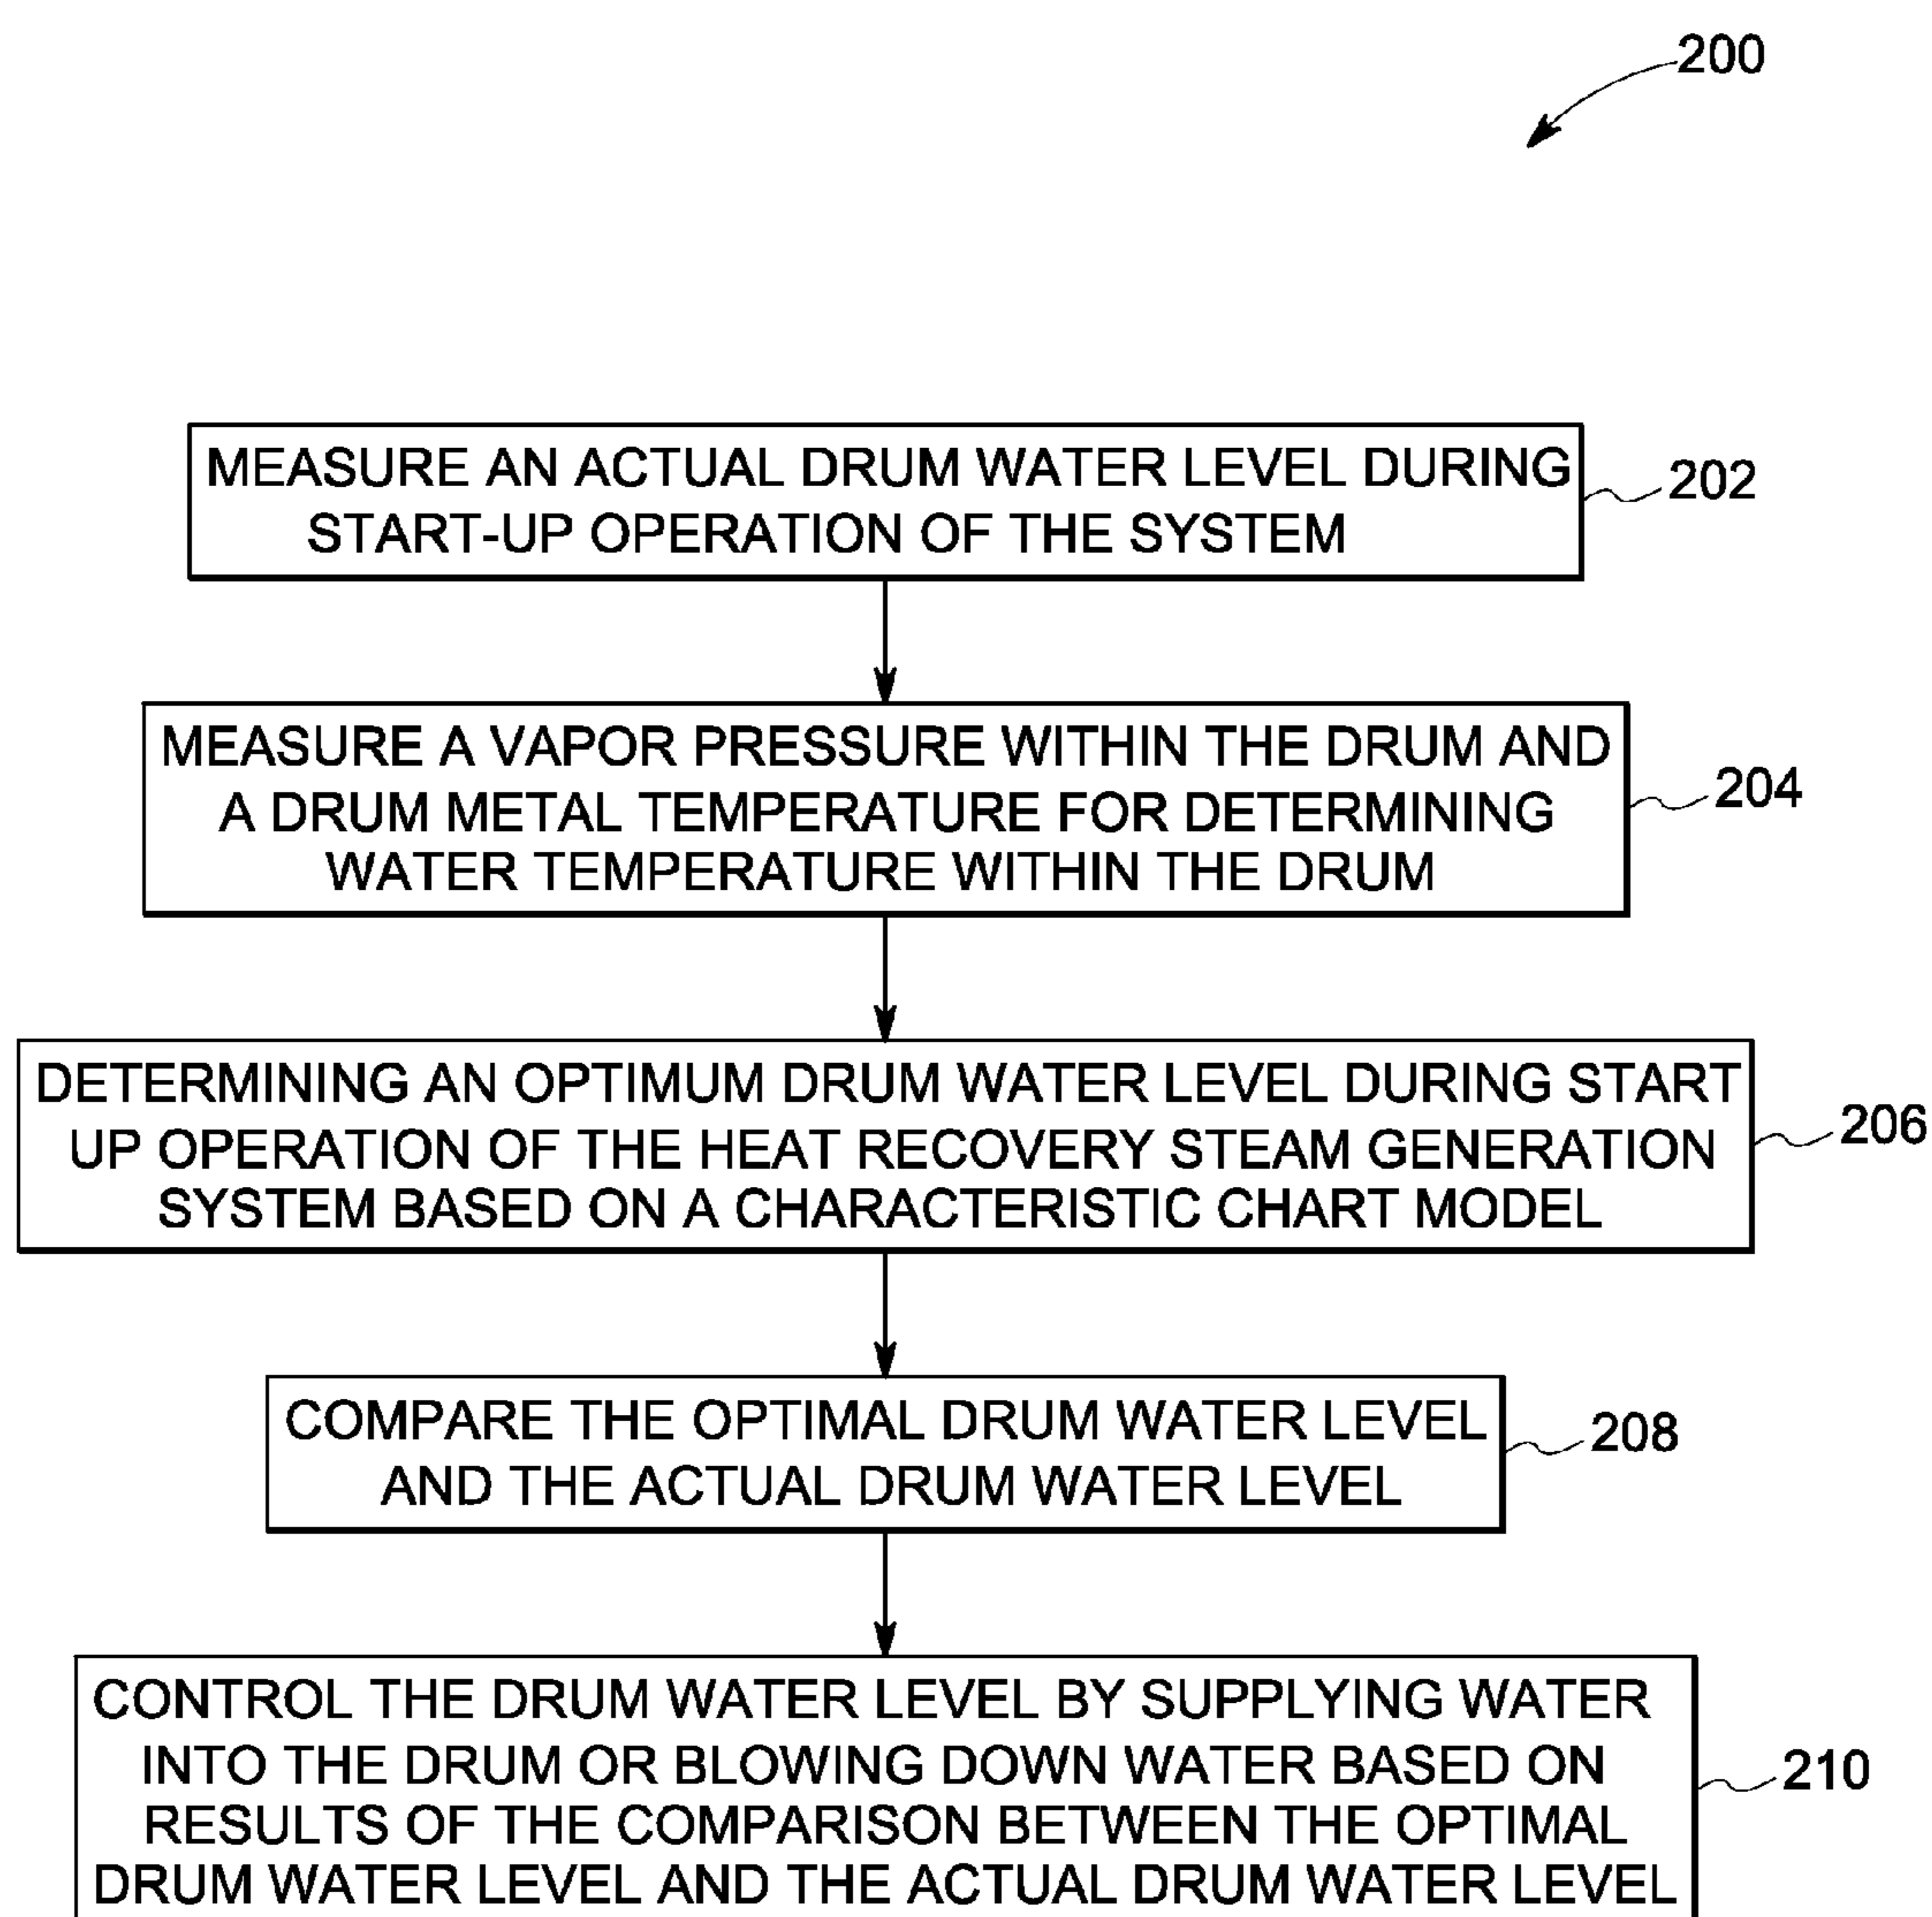 200
MEASURE AN ACTUAL DRUM WATER LEVEL DURING
START-UP OPERATION OF THE SYSTEM
202
MEASURE A VAPOR PRESSURE WITHIN THE DRUM AND
A DRUM METAL TEMPERATURE FOR DETERMINING
WATER TEMPERATURE WITHIN THE DRUM
204
DETERMINING AN OPTIMUM DRUM WATER LEVEL DURING START
UP OPERATION OF THE HEAT RECOVERY STEAM GENERATION
SYSTEM BASED ON A CHARACTERISTIC CHART MODEL
206
COMPARE THE OPTIMAL DRUM WATER LEVEL
AND THE ACTUAL DRUM WATER LEVEL
208
CONTROL THE DRUM WATER LEVEL BY SUPPLYING WATER
INTO THE DRUM OR BLOWING DOWN WATER BASED ON
RESULTS OF THE COMPARISON BETWEEN THE OPTIMAL
DRUM WATER LEVEL AND THE ACTUAL DRUM WATER LEVEL
210